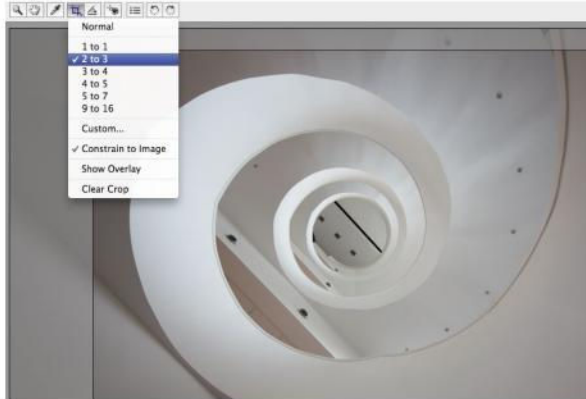 Normal
1 to 1
✓ 2 to 3
3 to 4
4 to 5
5 to 7
9 to 16
Custom...
✓ Constrain to Image
Show Overlay
Clear Crop